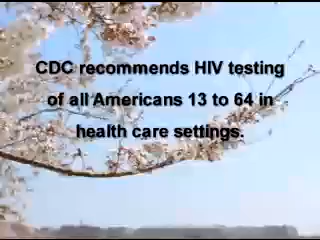 CDC recommends HIV testing
of all Americans 13 to 64 in
health care settings.